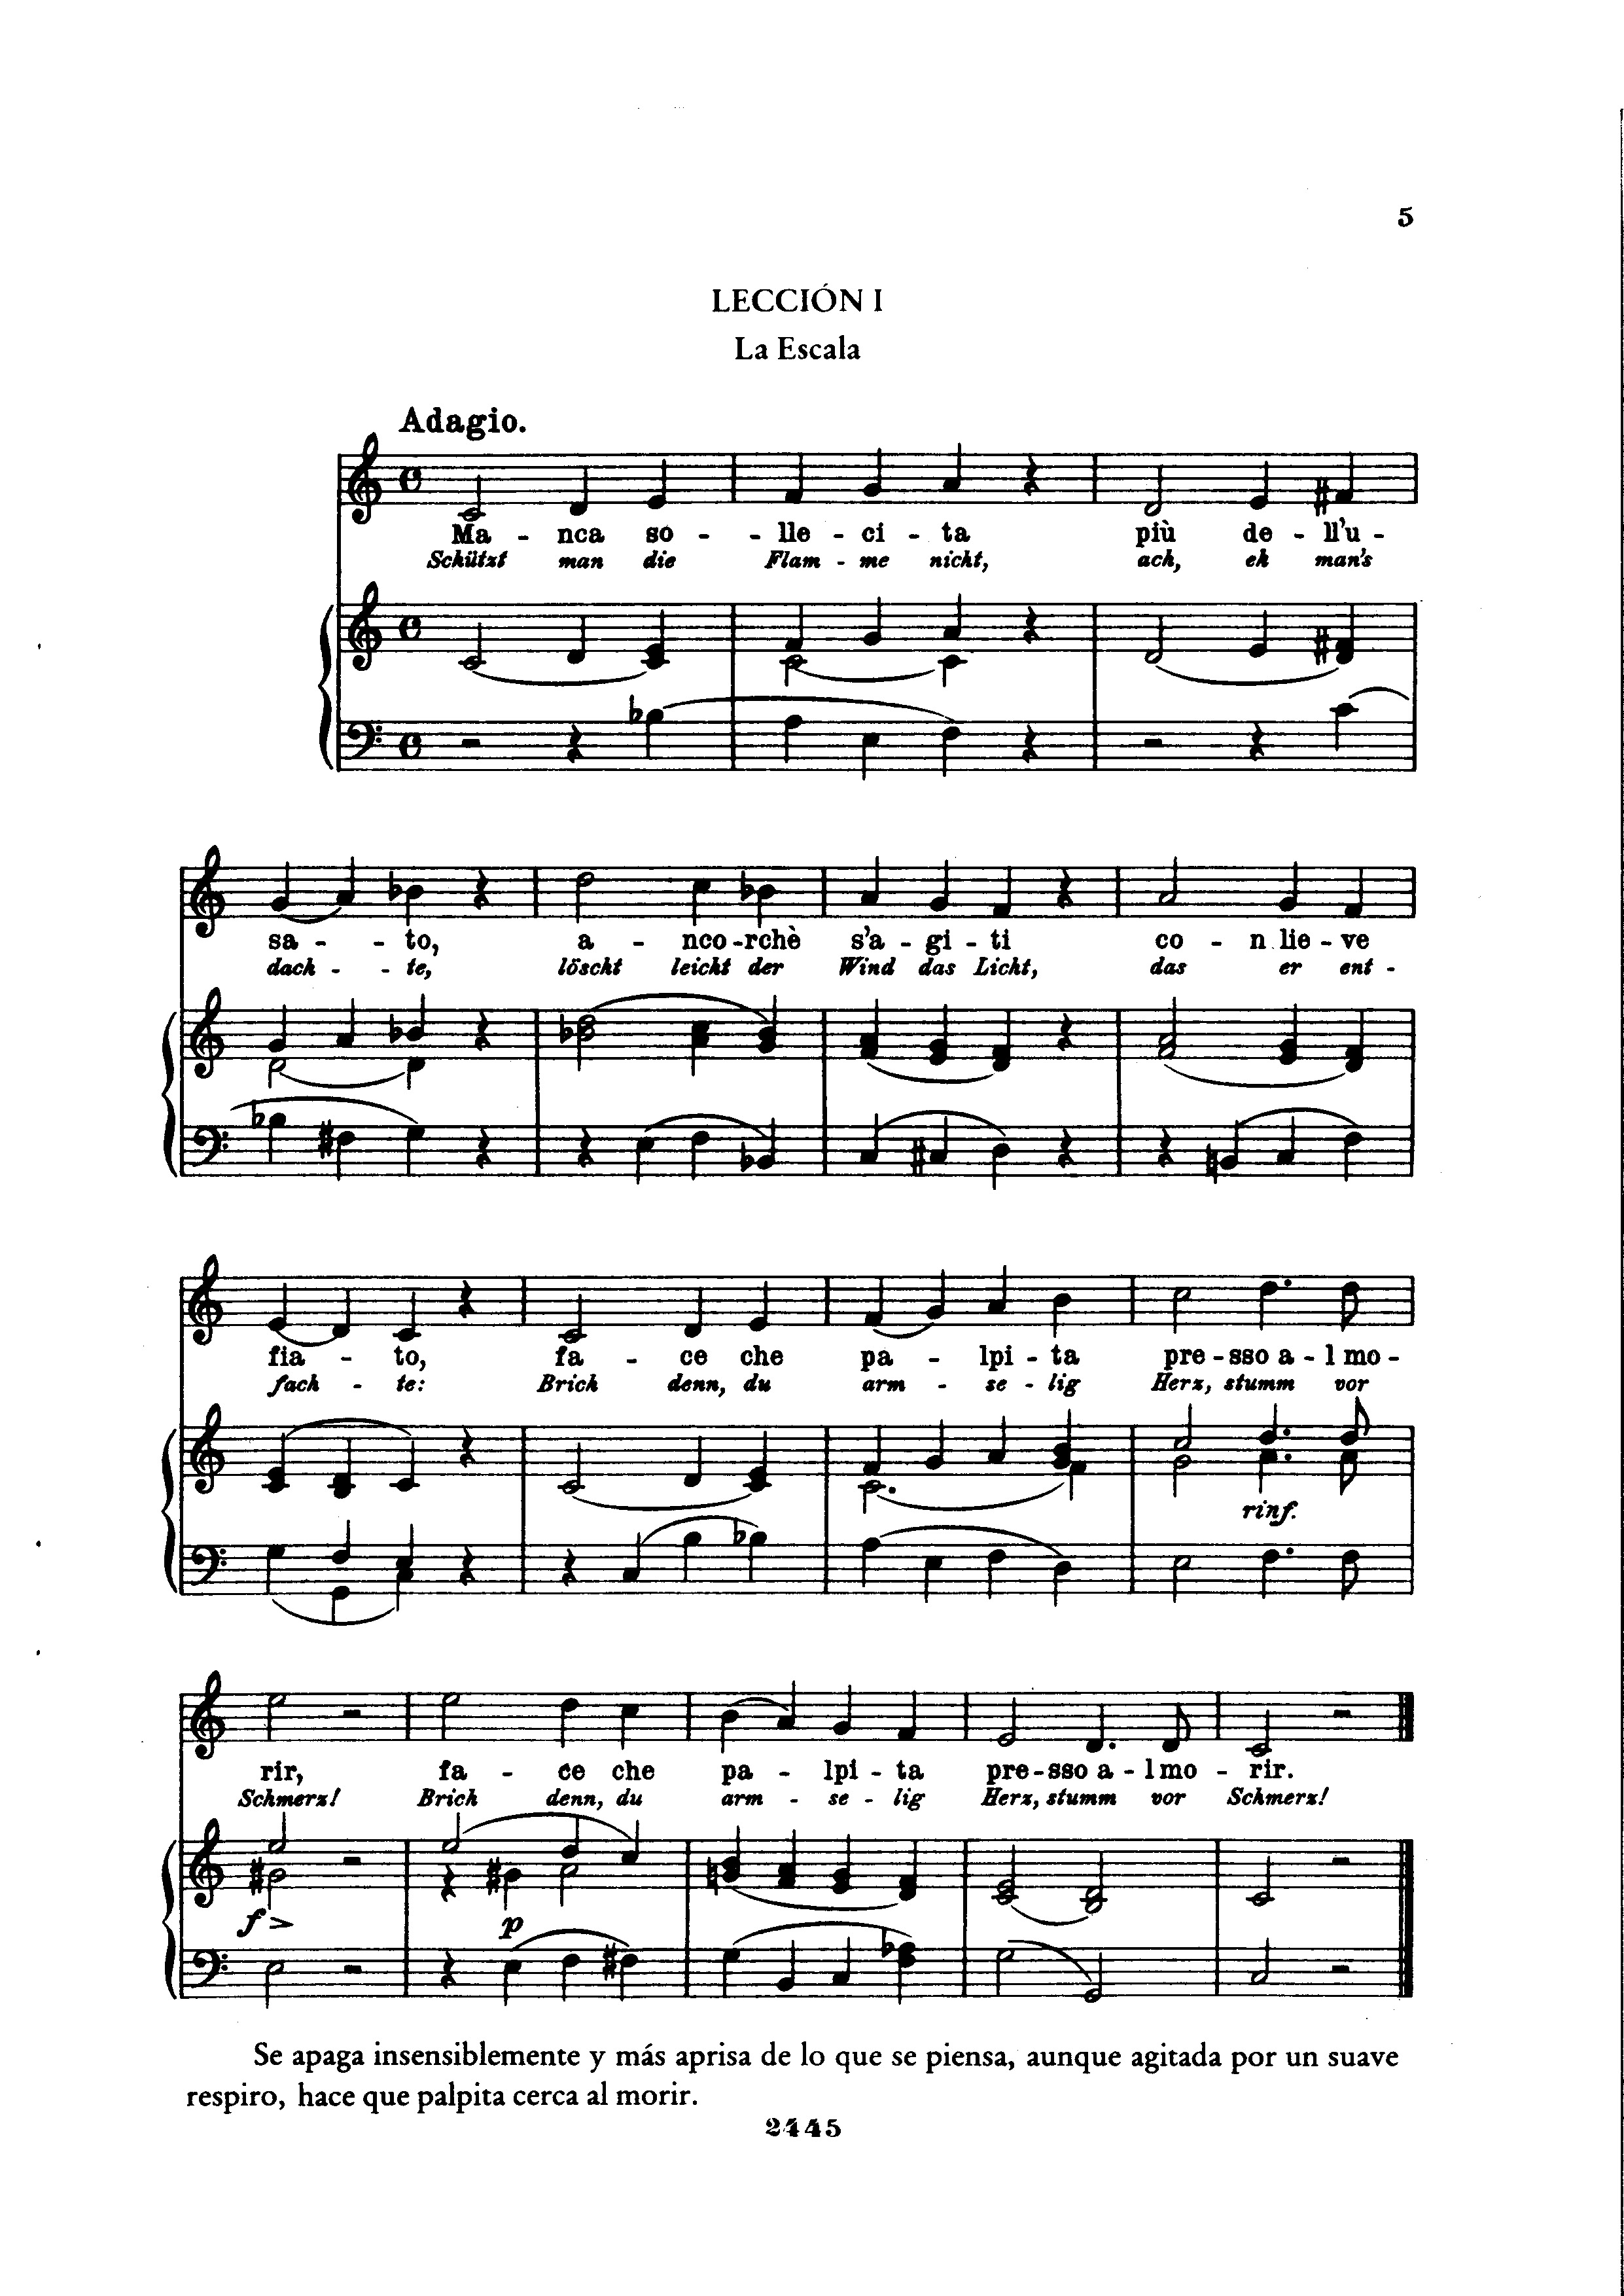 5
LECCIÓN I
La Escala
Adagio.
Ma - nca so - - lle - ci - ta più de - ll'u -
Schützt man die Flam - me nicht, ach, eh man's
sa - - to, a - nco - rchè s'a - gi - ti co - n lie - ve
dach - - te, löscht leicht der Wind das Licht, das er ent -
fia - to, fa - ce che pa - lpi - ta pre - sso a - l mo -
fach - te: Brich denn, du arm - se - lig Herz, stumm vor
rinf.
rir, fa - ce che pa - lpi - ta pre - sso a - l mo - rir.
Schmerz! Brich denn, du arm - se - lig Herz, stumm vor Schmerz!
f p
Se apaga insensiblemente y más aprisa de lo que se piensa, aunque agitada por un suave
respiro, hace que palpita cerca al morir.
2445